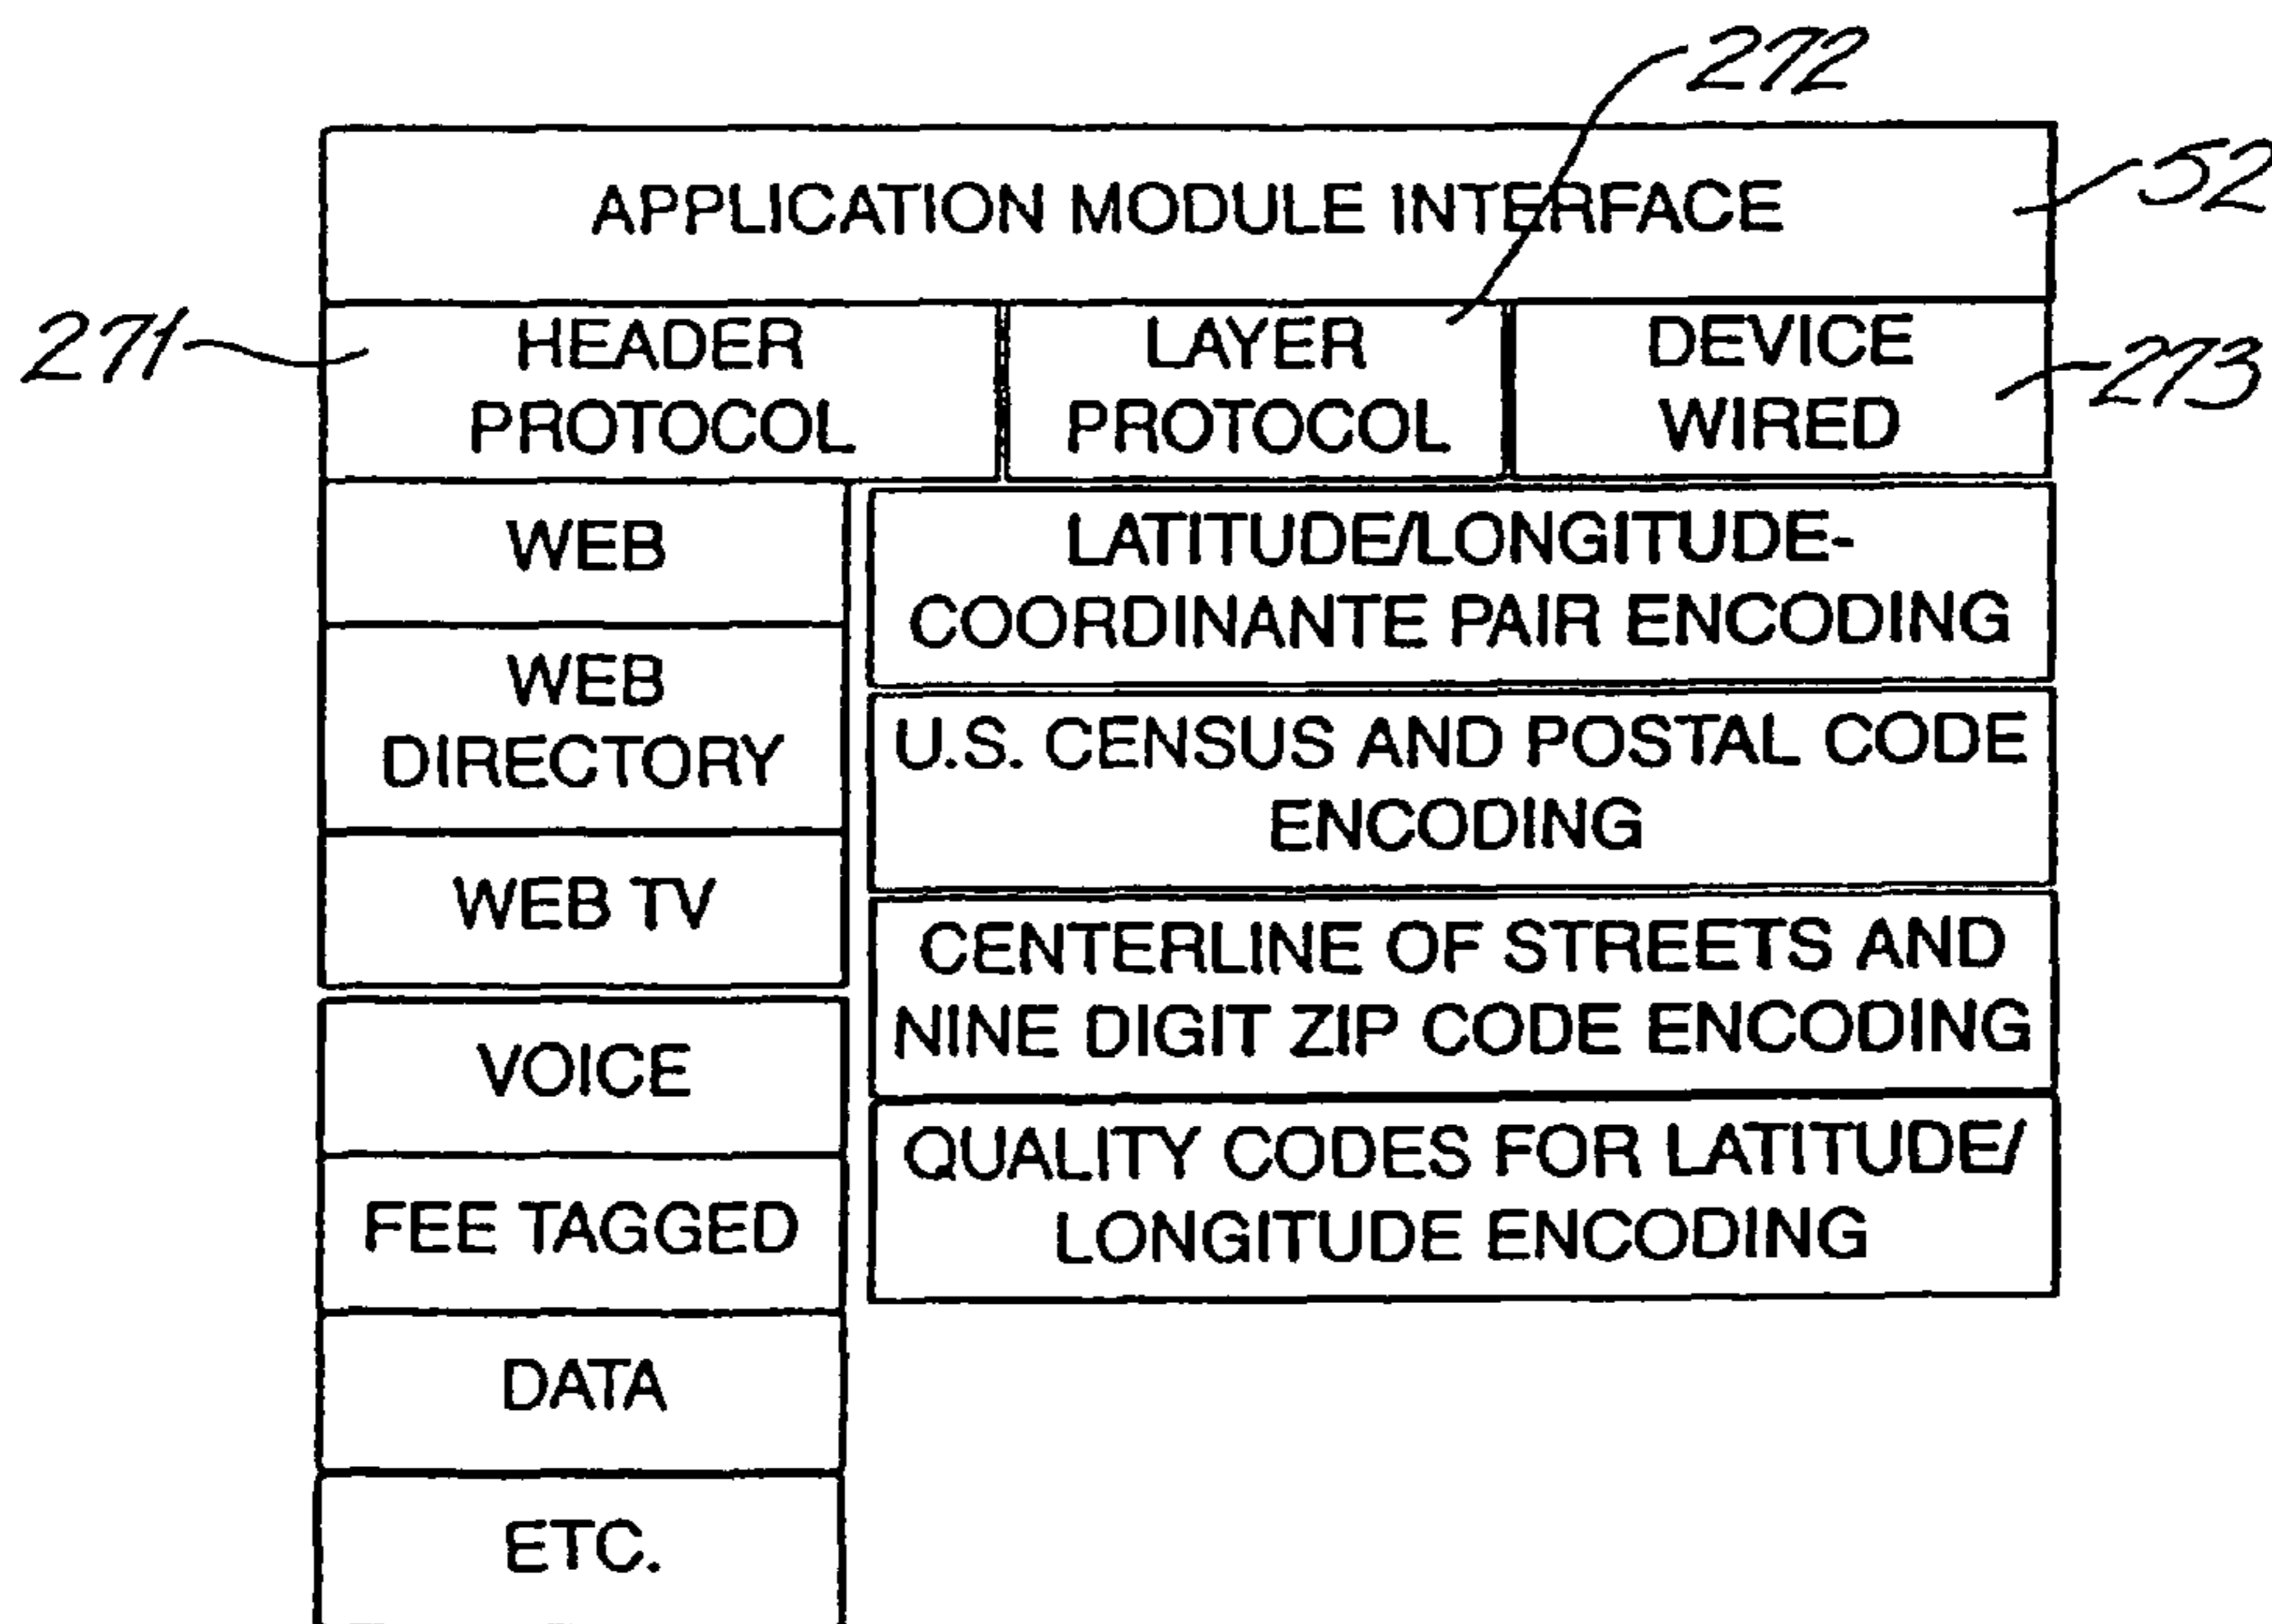 272
APPLICATION MODULE INTERFACE
52
271
HEADER
PROTOCOL
LAYER
PROTOCOL
DEVICE
WIRED
273
WEB
WEB
DIRECTORY
WEB TV
VOICE
FEE TAGGED
DATA
ETC.
LATITUDE/LONGITUDE-
COORDINANTE PAIR ENCODING
U.S. CENSUS AND POSTAL CODE
ENCODING
CENTERLINE OF STREETS AND
NINE DIGIT ZIP CODE ENCODING
QUALITY CODES FOR LATITUDE/
LONGITUDE ENCODING